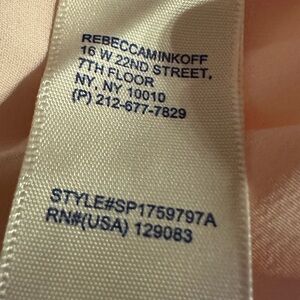 REBECCAMINKOFF
16 W 22ND STREET,
7TH FLOOR
NY, NY 10010
(P) 212-677-7829
STYLE#SP1759797A
RN#(USA) 129083